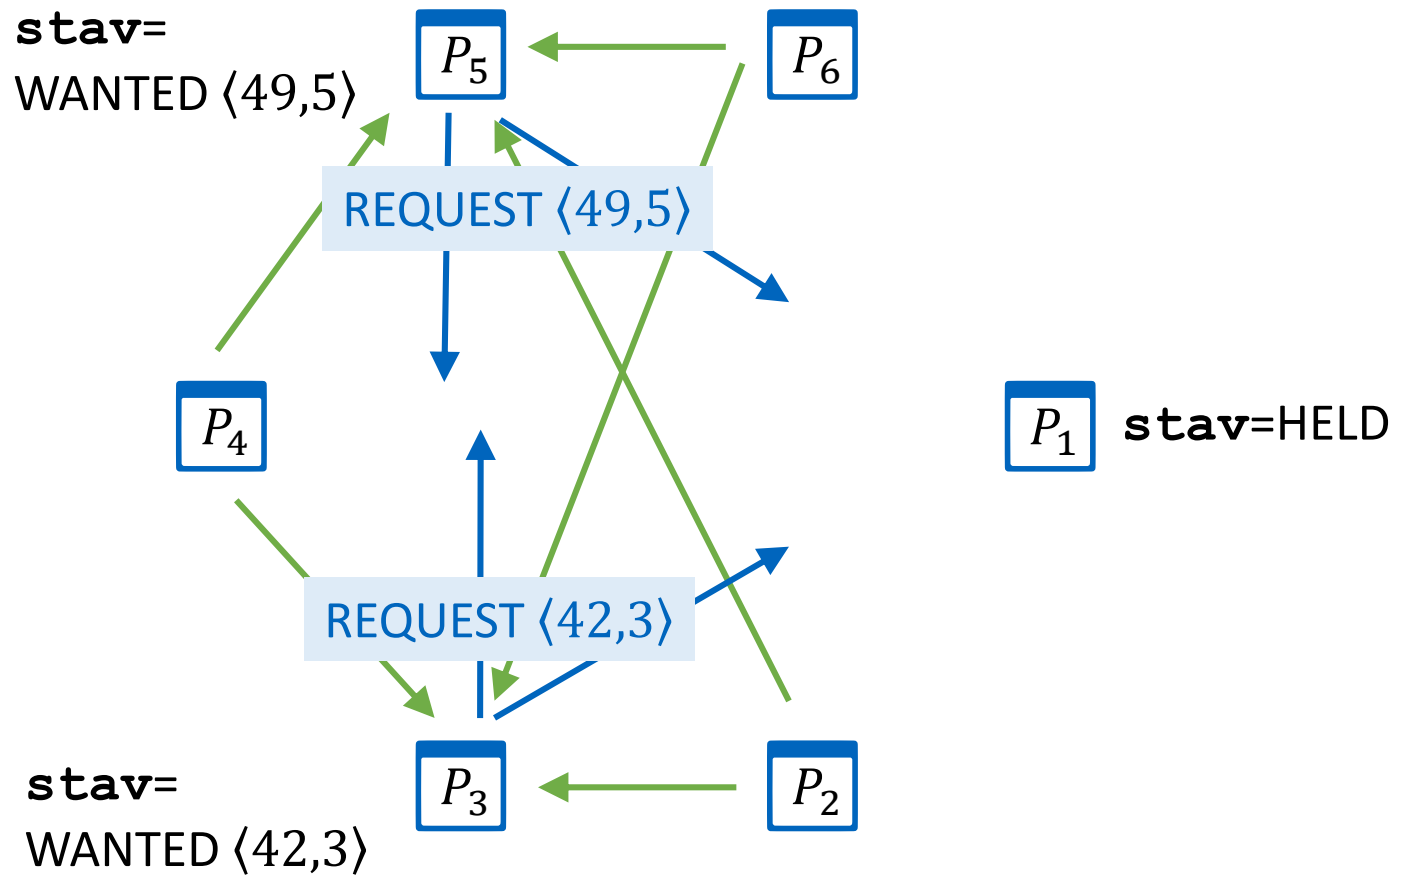 stav=
WANTED ⟨49,5⟩
P5
P6
REQUEST ⟨49,5⟩
P4
P1
stav=HELD
REQUEST ⟨42,3⟩
stav=
WANTED ⟨42,3⟩
P3
P2